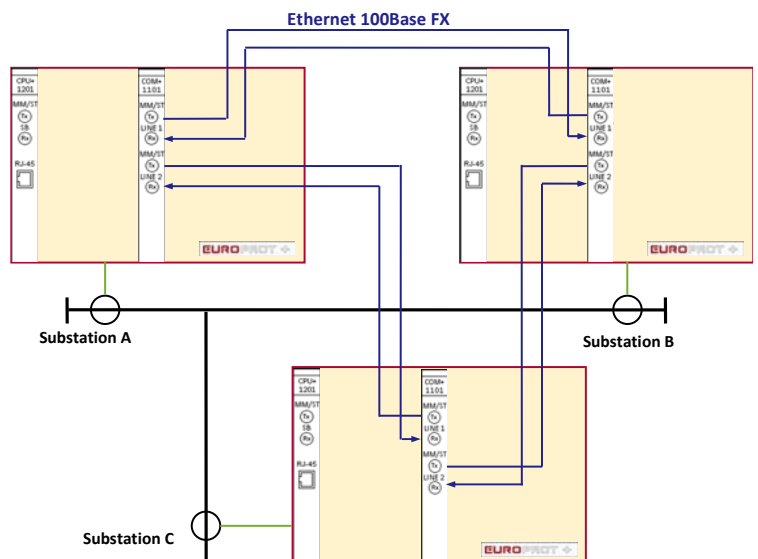 Ethernet 100Base FX
CPU+
1201
MM/ST
Tx
SB
Rx
RJ-45
COM+
1101
MM/ST
Tx
LINE 1
Rx
MM/ST
Tx
LINE 2
Rx
EUROPROT +
CPU+
1201
MM/ST
Tx
SB
Rx
RJ-45
COM+
1101
MM/ST
Tx
LINE 1
Rx
MM/ST
Tx
LINE 2
Rx
EUROPROT +
Substation A
Substation B
CPU+
1201
MM/ST
Tx
SB
Rx
RJ-45
COM+
1101
MM/ST
Tx
LINE 1
Rx
MM/ST
Tx
LINE 2
Rx
EUROPROT +
Substation C